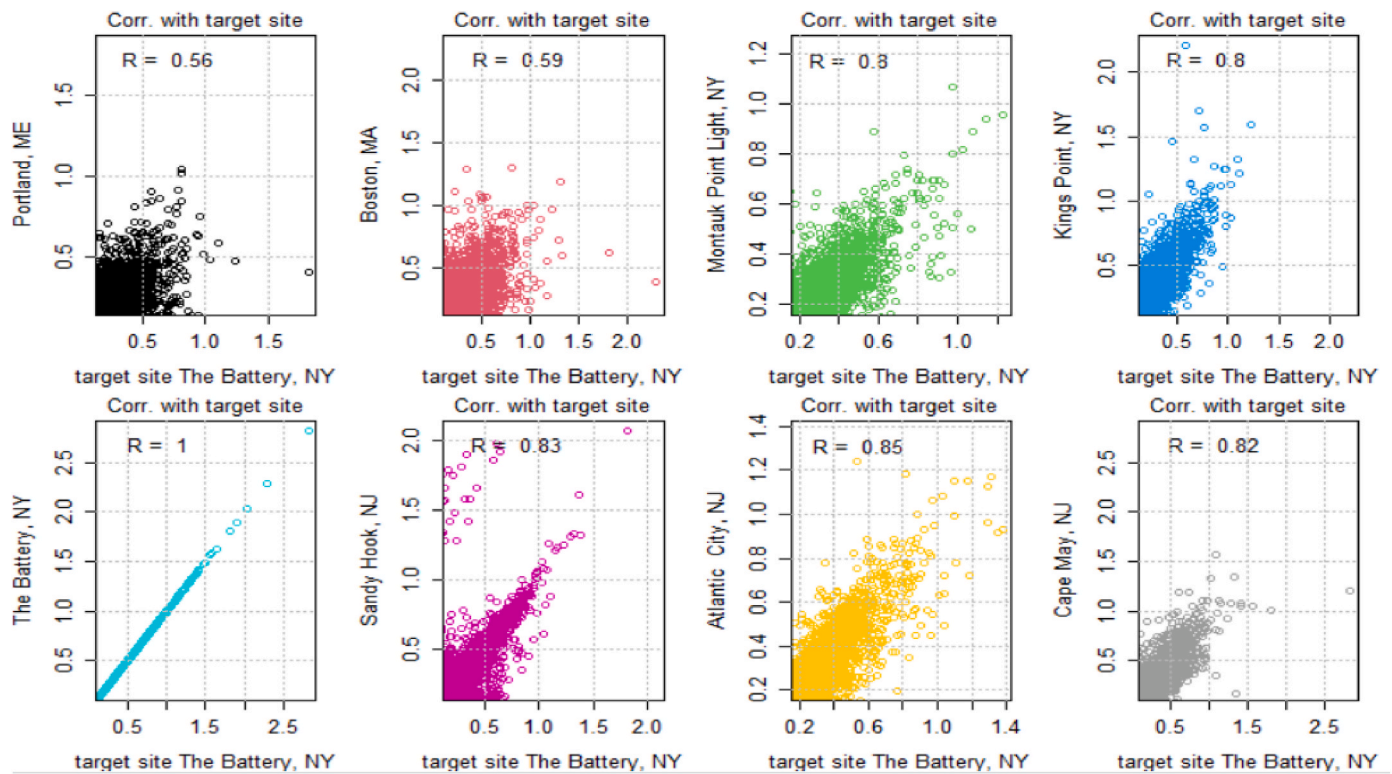 Corr. with target site
R = 0.56
Portland, ME
0.5 1.0 1.5
0.5 1.0 1.5
target site The Battery, NY
Corr. with target site
R = 0.59
Boston, MA
0.5 1.0 1.5 2.0
0.5 1.0 1.5 2.0
target site The Battery, NY
Corr. with target site
R = 0.8
Montauk Point Light, NY
0.2 0.4 0.6 0.8 1.0 1.2
0.2 0.6 1.0
target site The Battery, NY
Corr. with target site
R = 0.8
Kings Point, NY
0.5 1.0 1.5 2.0
0.5 1.0 1.5 2.0
target site The Battery, NY
Corr. with target site
R = 1
The Battery, NY
0.5 1.0 1.5 2.0 2.5
0.5 1.5 2.5
target site The Battery, NY
Corr. with target site
R = 0.83
Sandy Hook, NJ
0.5 1.0 1.5 2.0
0.5 1.0 1.5 2.0
target site The Battery, NY
Corr. with target site
R = 0.85
Atlantic City, NJ
0.2 0.4 0.6 0.8 1.0 1.2 1.4
0.2 0.6 1.0 1.4
target site The Battery, NY
Corr. with target site
R = 0.82
Cape May, NJ
0.5 1.0 1.5 2.0 2.5
0.5 1.5 2.5
target site The Battery, NY